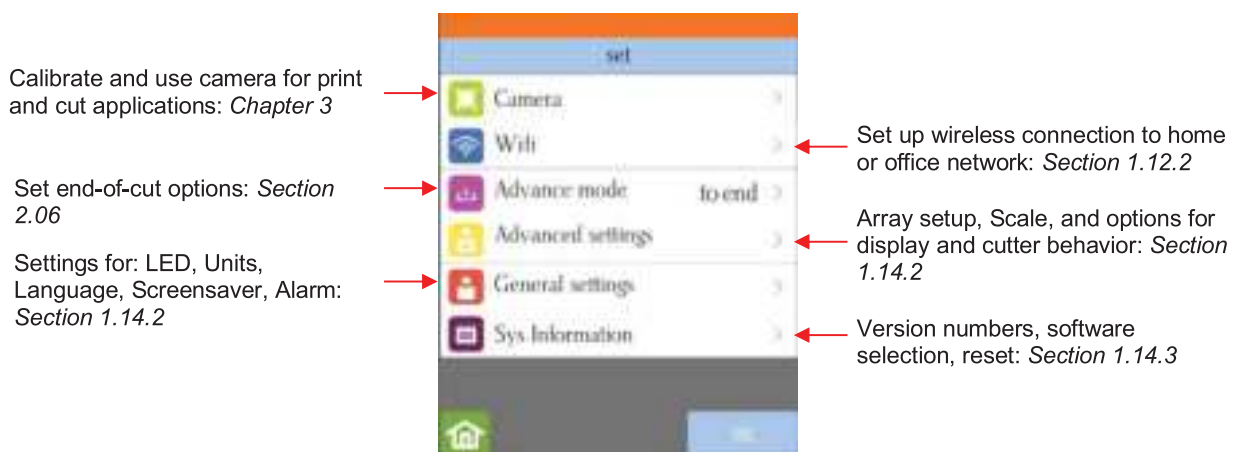 set
Calibrate and use camera for print
and cut applications: Chapter 3
Camera
Wifi
Set up wireless connection to home
or office network: Section 1.12.2
Set end-of-cut options: Section
2.06
Advance mode to end
Advanced settings
Array setup, Scale, and options for
display and cutter behavior: Section
1.14.2
Settings for: LED, Units,
Language, Screensaver, Alarm:
Section 1.14.2
General settings
Sys Information
Version numbers, software
selection, reset: Section 1.14.3